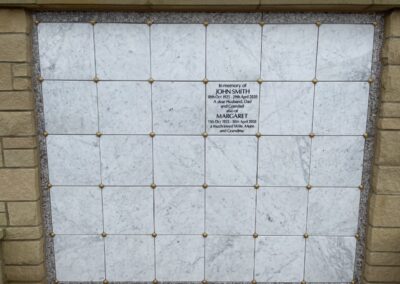 In memory of
JOHN SMITH
A dear Husband, Dad
and Grandad
also of
MARGARET
a much loved Wife, Mum
and Grandma